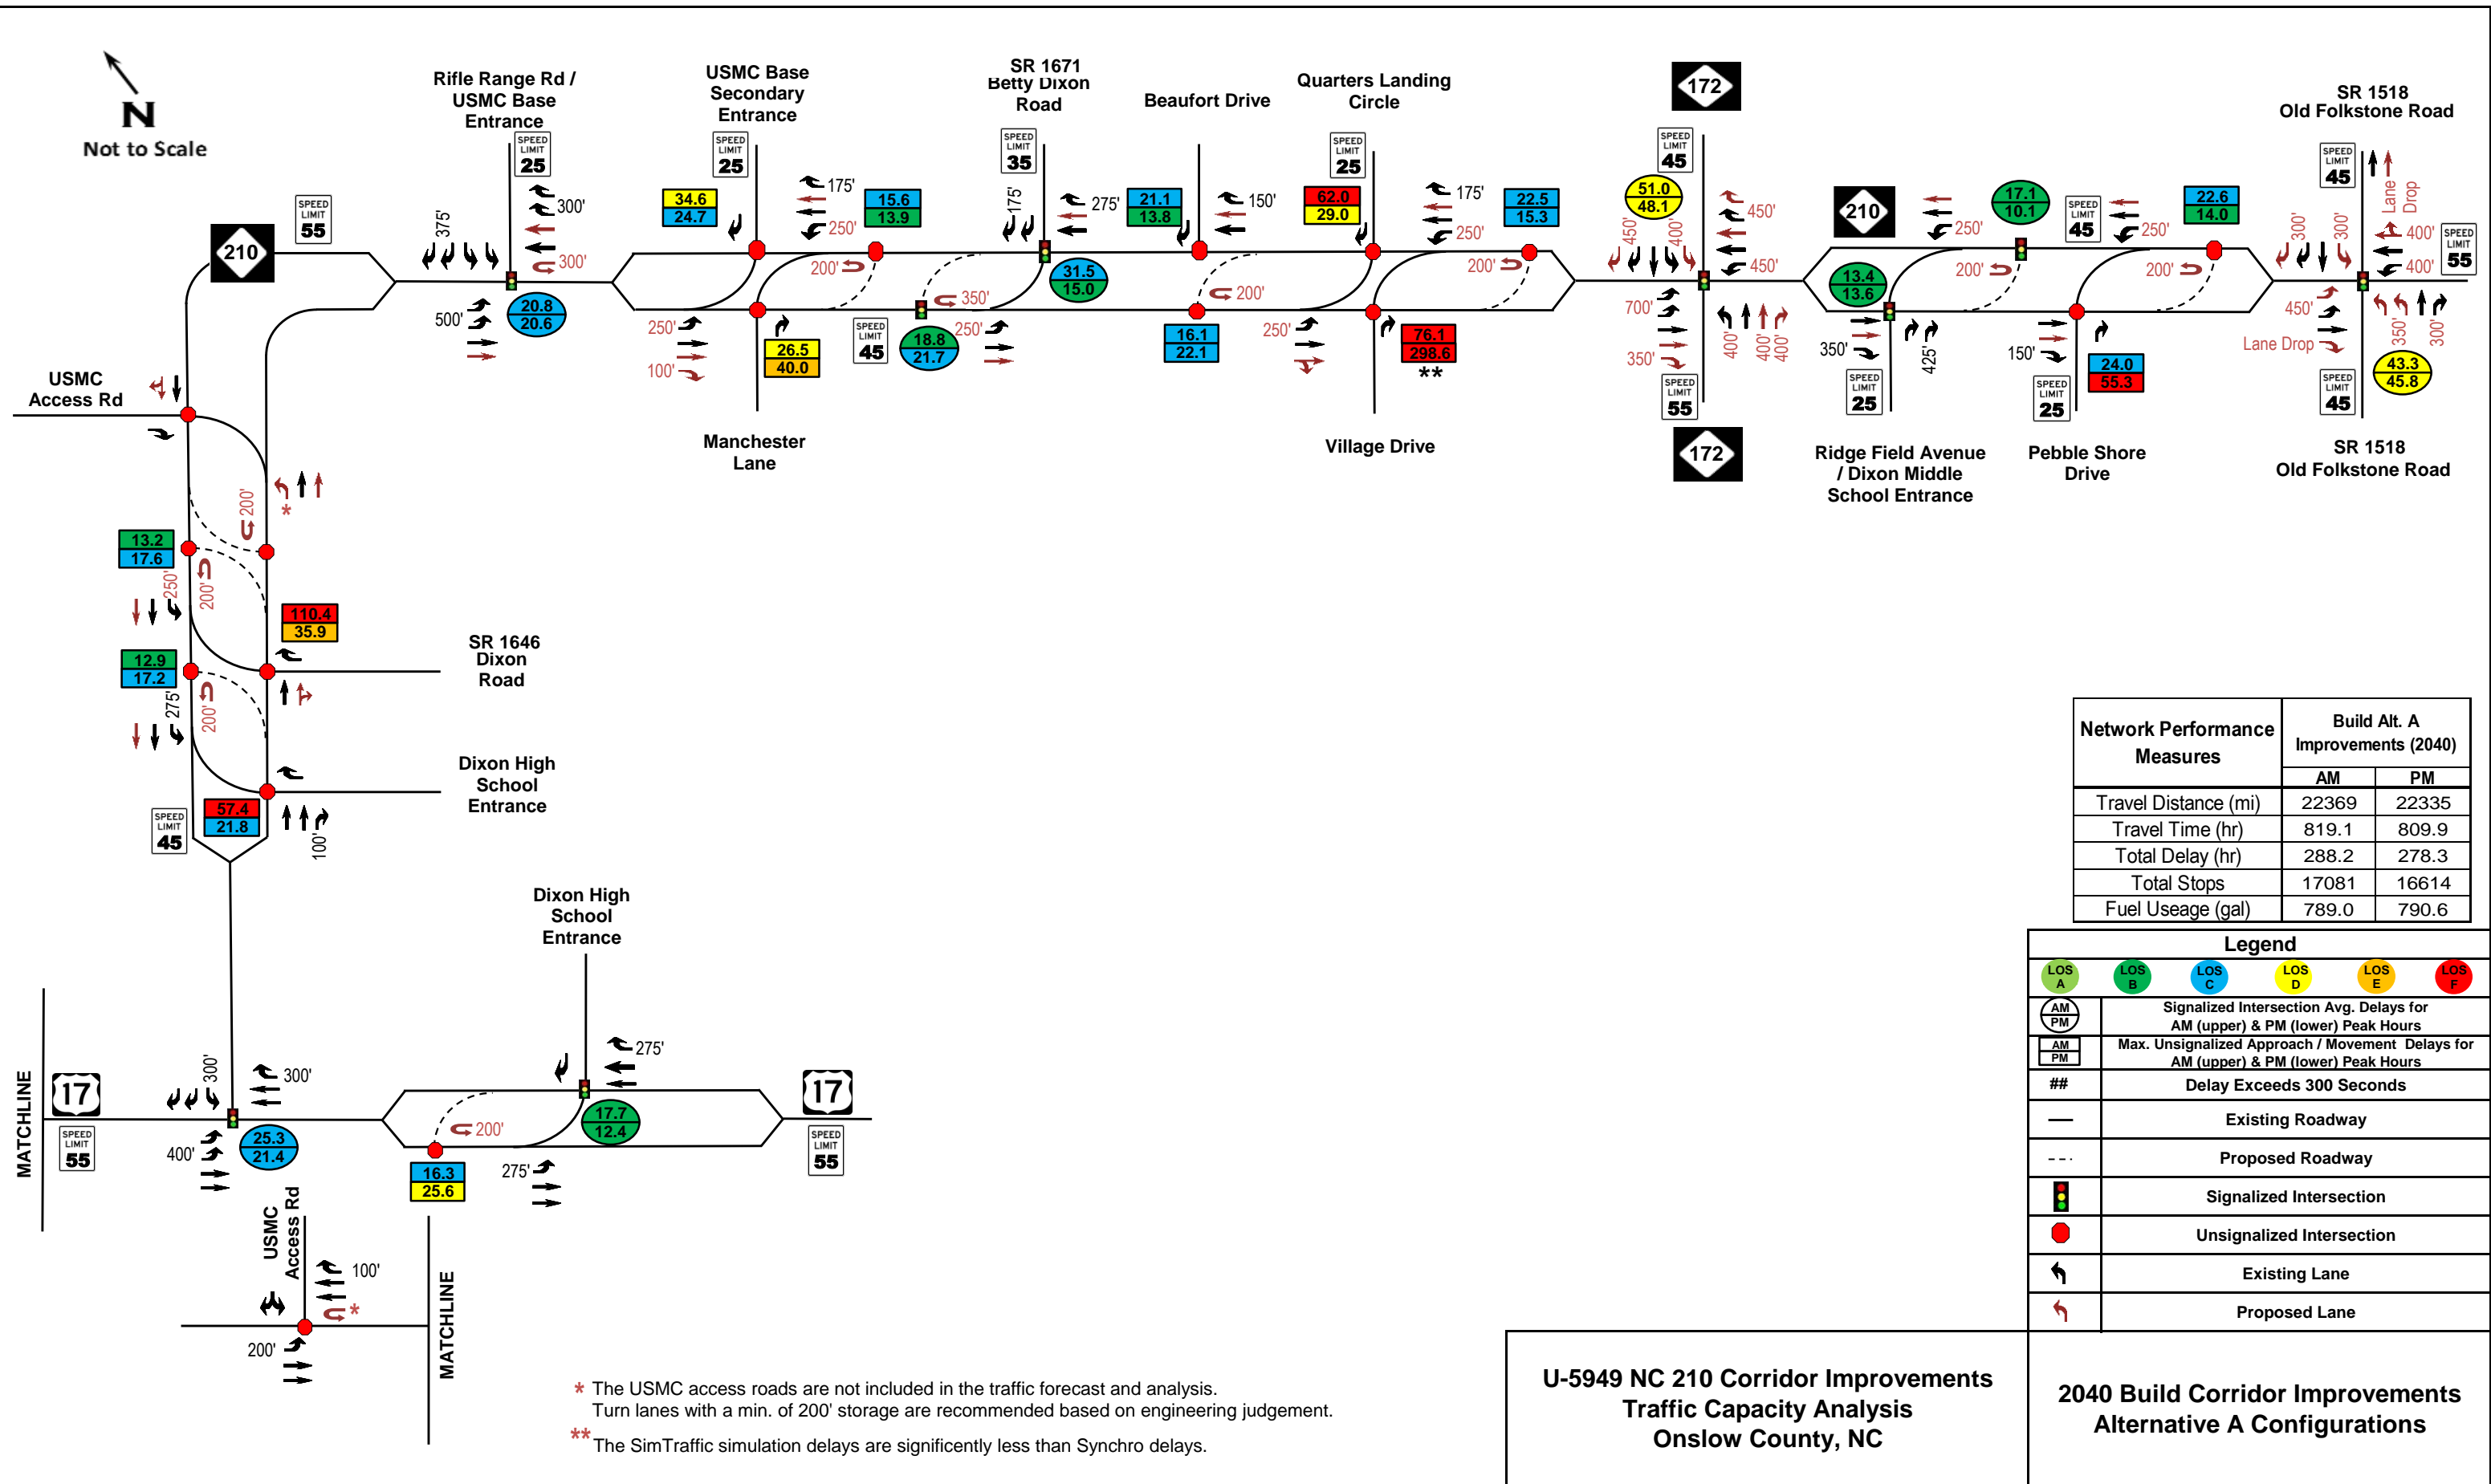 N
Not to Scale
Rifle Range Rd /
USMC Base
Entrance
USMC Base
Secondary
Entrance
SR 1671
Betty Dixon
Road
Beaufort Drive
Quarters Landing
Circle
172
SR 1518
Old Folkstone Road
SPEED LIMIT 55
210
375'
SPEED LIMIT 25
300'
300'
500'
20.8
20.6
SPEED LIMIT 25
34.6
24.7
175'
250'
15.6
13.9
200'
250'
100'
26.5
40.0
Manchester
Lane
SPEED LIMIT 45
18.8
21.7
350'
250'
SPEED LIMIT 35
175'
275'
31.5
15.0
21.1
13.8
150'
200'
16.1
22.1
SPEED LIMIT 25
62.0
29.0
175'
250'
22.5
15.3
200'
250'
76.1
298.6
**
Village Drive
SPEED LIMIT 45
51.0
48.1
450'
400'
450'
450'
700'
350'
400'
400'
400'
SPEED LIMIT 55
172
210
250'
17.1
10.1
13.4
13.6
200'
350'
425'
SPEED LIMIT 25
Ridge Field Avenue
/ Dixon Middle
School Entrance
SPEED LIMIT 45
250'
22.6
14.0
200'
150'
24.0
55.3
SPEED LIMIT 25
Pebble Shore
Drive
SPEED LIMIT 45
Lane
Drop
300'
300'
400'
400'
SPEED LIMIT 55
450'
Lane Drop
350'
300'
43.3
45.8
SPEED LIMIT 45
SR 1518
Old Folkstone Road
USMC
Access Rd
*
200'
13.2
17.6
250'
200'
110.4
35.9
SR 1646
Dixon
Road
12.9
17.2
275'
200'
Dixon High
School
Entrance
57.4
21.8
SPEED LIMIT 45
100'
Dixon High
School
Entrance
MATCHLINE
17
SPEED LIMIT 55
300'
300'
400'
25.3
21.4
275'
17.7
12.4
200'
16.3
25.6
275'
17
SPEED LIMIT 55
USMC
Access Rd
100'
*
200'
MATCHLINE
* The USMC access roads are not included in the traffic forecast and analysis.
Turn lanes with a min. of 200' storage are recommended based on engineering judgement.
** The SimTraffic simulation delays are significantly less than Synchro delays.
Network Performance Measures Build Alt. A Improvements (2040)
AM PM
Travel Distance (mi) 22369 22335
Travel Time (hr) 819.1 809.9
Total Delay (hr) 288.2 278.3
Total Stops 17081 16614
Fuel Useage (gal) 789.0 790.6
Legend
LOS A LOS B LOS C LOS D LOS E LOS F
AM PM Signalized Intersection Avg. Delays for
AM (upper) & PM (lower) Peak Hours
AM PM Max. Unsignalized Approach / Movement Delays for
AM (upper) & PM (lower) Peak Hours
## Delay Exceeds 300 Seconds
Existing Roadway
Proposed Roadway
Signalized Intersection
Unsignalized Intersection
Existing Lane
Proposed Lane
U-5949 NC 210 Corridor Improvements
Traffic Capacity Analysis
Onslow County, NC
2040 Build Corridor Improvements
Alternative A Configurations